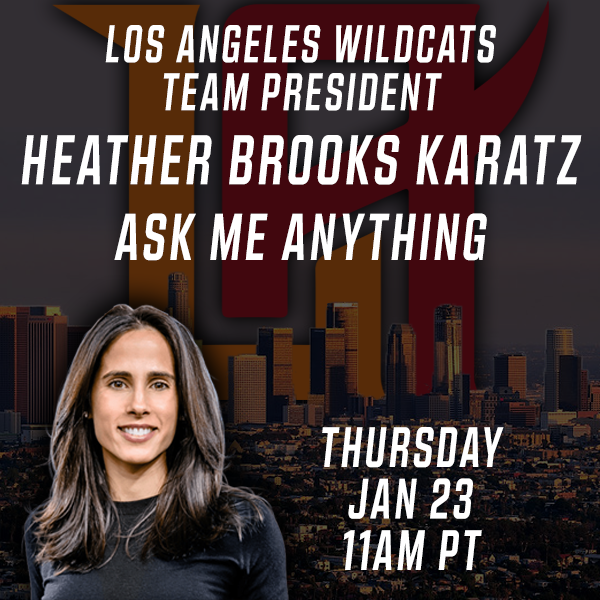 LOS ANGELES WILDCATS
TEAM PRESIDENT
HEATHER BROOKS KARATZ
ASK ME ANYTHING
THURSDAY
JAN 23
11AM PT